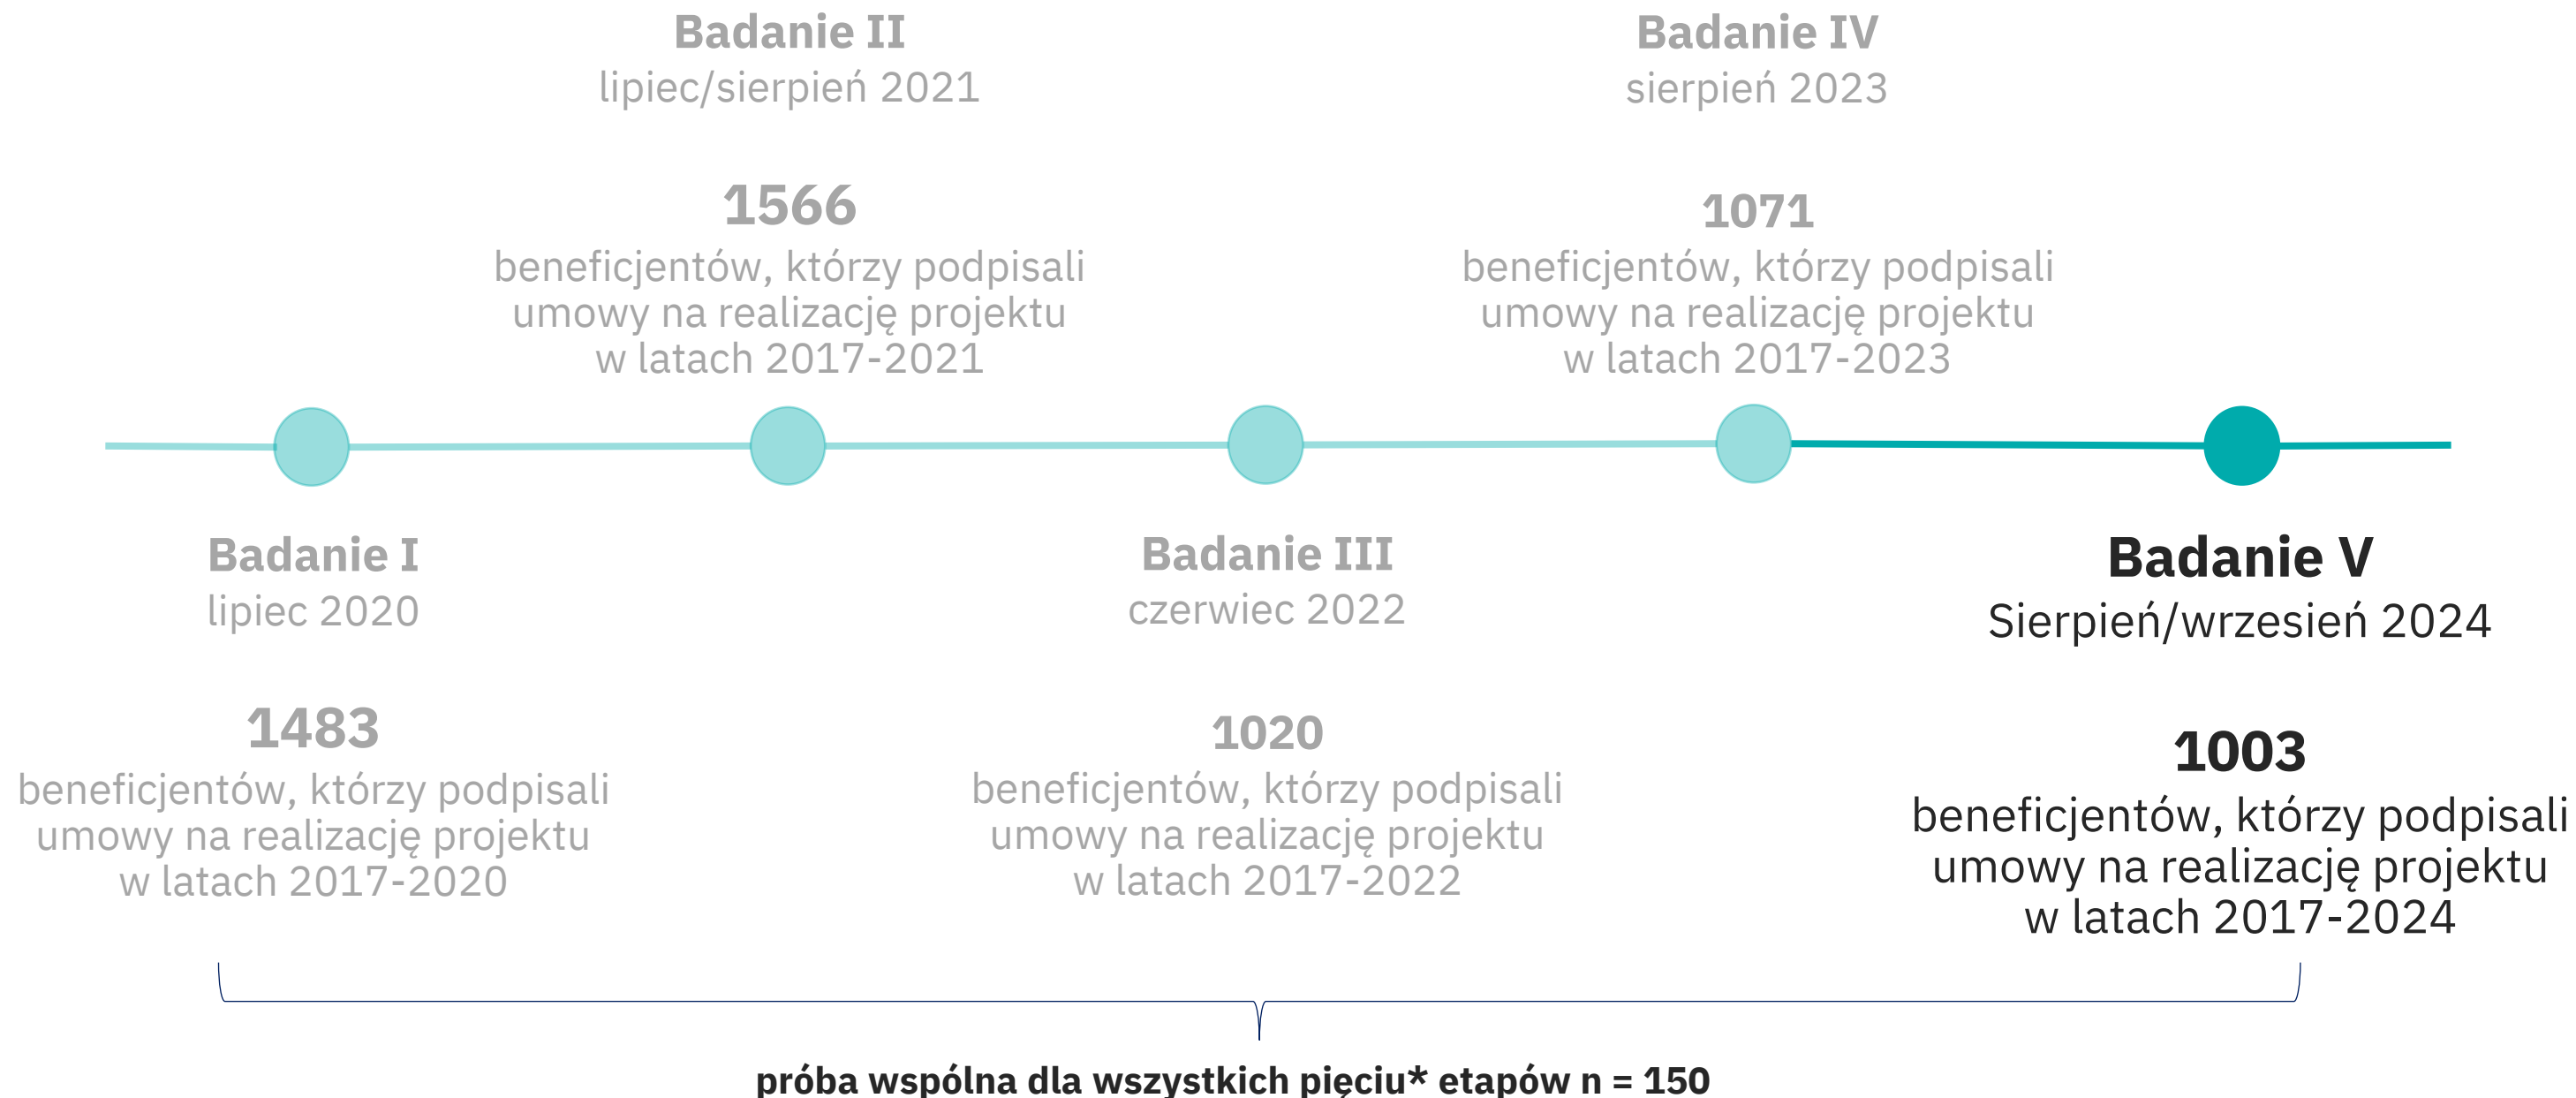 Badanie II
lipiec/sierpień 2021
1566
beneficjentów, którzy podpisali
umowy na realizację projektu
w latach 2017-2021
Badanie IV
sierpień 2023
1071
beneficjentów, którzy podpisali
umowy na realizację projektu
w latach 2017-2023
Badanie I
lipiec 2020
1483
beneficjentów, którzy podpisali
umowy na realizację projektu
w latach 2017-2020
Badanie III
czerwiec 2022
1020
beneficjentów, którzy podpisali
umowy na realizację projektu
w latach 2017-2022
Badanie V
Sierpień/wrzesień 2024
1003
beneficjentów, którzy podpisali
umowy na realizację projektu
w latach 2017-2024
próba wspólna dla wszystkich pięciu* etapów n = 150